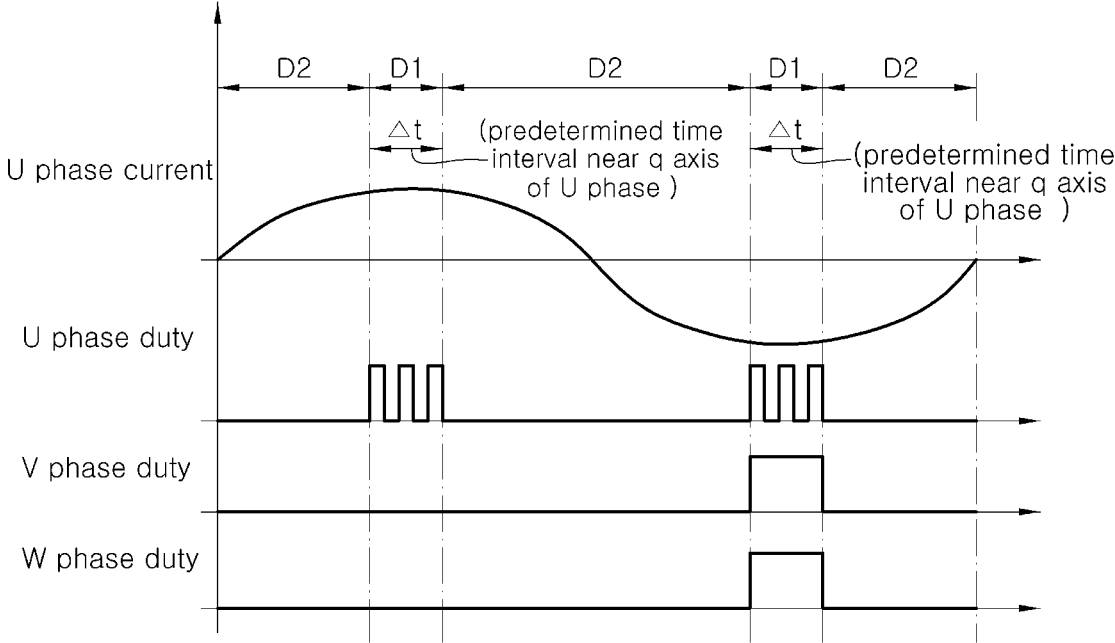 D2 D1 D2 D1 D2
△t (predetermined time
interval near q axis
of U phase )
△t (predetermined time
interval near q axis
of U phase )
U phase current
U phase duty
V phase duty
W phase duty